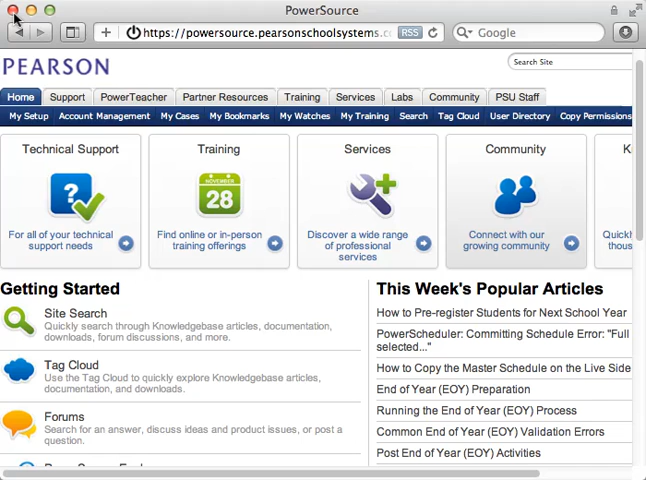 PowerSource
https://powersource.pearsonschoolsystems.c
RSS
Google
PEARSON
Search Site
Home Support PowerTeacher Partner Resources Training Services Labs Community PSU Staff
My Setup Account Management My Cases My Bookmarks My Watches My Training Search Tag Cloud User Directory Copy Permissions
Technical Support
For all of your technical
support needs
Training
NOVEMBER
28
Find online or in-person
training offerings
Services
Discover a wide range
of professional
services
Community
Connect with our
growing community
K
Quickl
thous
Getting Started
Site Search
Quickly search through Knowledgebase articles, documentation,
downloads, forum discussions, and more.
Tag Cloud
Use the Tag Cloud to quickly explore Knowledgebase articles,
documentation, and downloads.
Forums
Search for an answer, discuss ideas and product issues, or post a
question.
This Week's Popular Articles
How to Pre-register Students for Next School Year
PowerScheduler: Committing Schedule Error: "Full
selected..."
How to Copy the Master Schedule on the Live Side
End of Year (EOY) Preparation
Running the End of Year (EOY) Process
Common End of Year (EOY) Validation Errors
Post End of Year (EOY) Activities